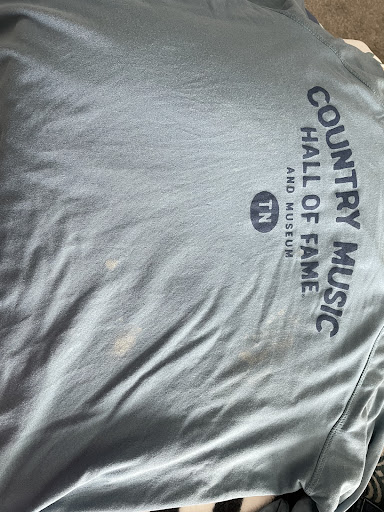 COUNTRY MUSIC
HALL OF FAME
AND MUSEUM
TN